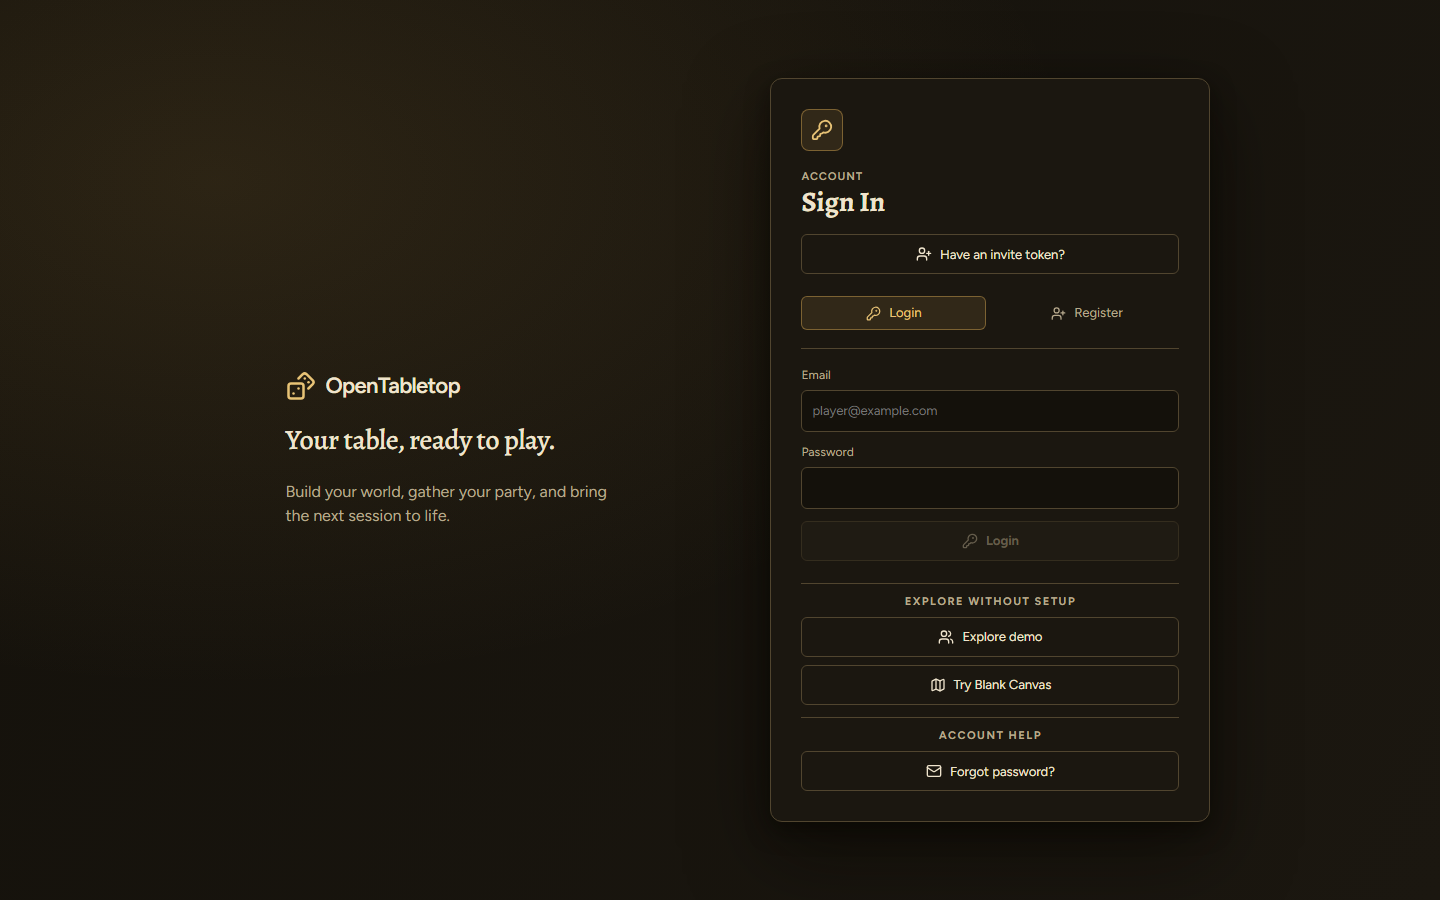 OpenTabletop
Your table, ready to play.
Build your world, gather your party, and bring
the next session to life.
ACCOUNT
Sign In
Have an invite token?
Login
Register
Email
player@example.com
Password
Login
EXPLORE WITHOUT SETUP
Explore demo
Try Blank Canvas
ACCOUNT HELP
Forgot password?